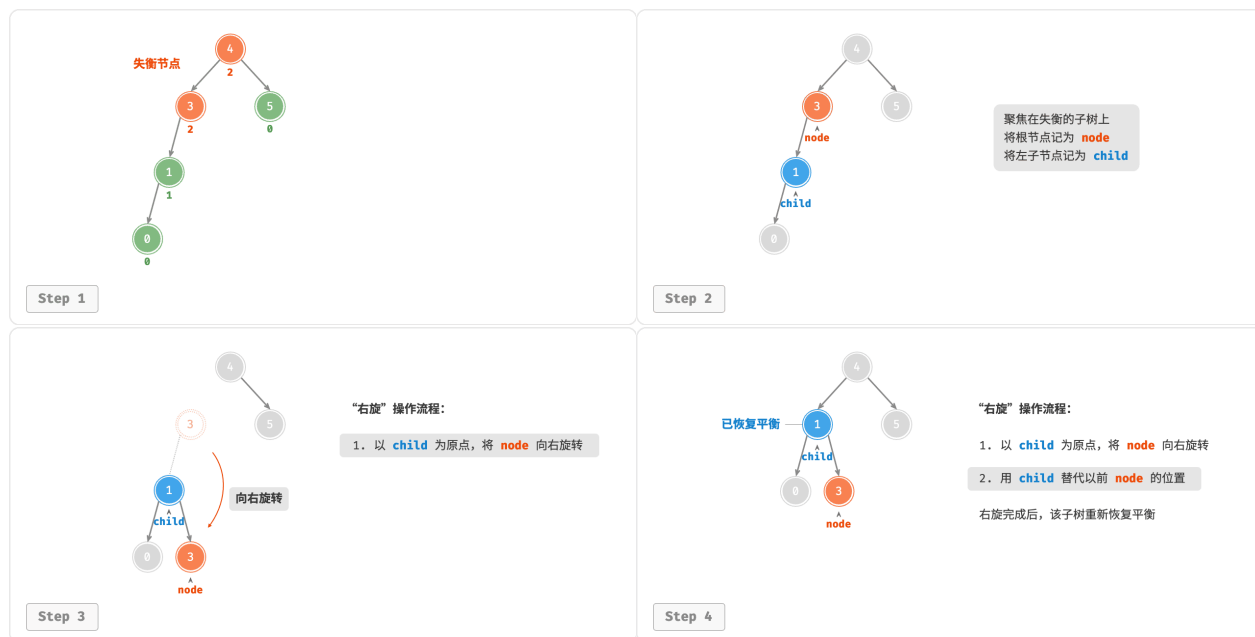 4
失衡节点
2
3
5
2
0
1
1
0
0
Step 1
4
3
5
node
1
child
0
聚焦在失衡的子树上
将根节点记为 node
将左子节点记为 child
Step 2
4
3
5
1
child
0
3
node
向右旋转
“右旋”操作流程：
1. 以 child 为原点，将 node 向右旋转
Step 3
4
已恢复平衡
1
5
child
0
3
node
“右旋”操作流程：
1. 以 child 为原点，将 node 向右旋转
2. 用 child 替代以前 node 的位置
右旋完成后，该子树重新恢复平衡
Step 4